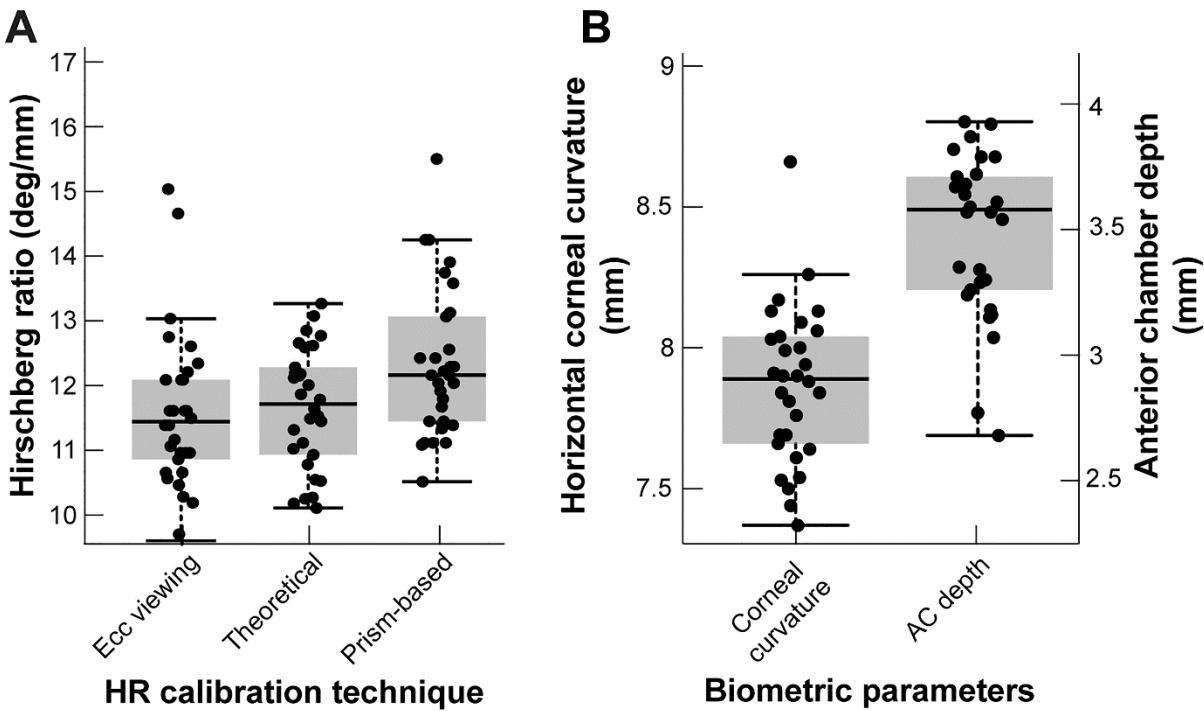 A
Hirschberg ratio (deg/mm)
17
16
15
14
13
12
11
10
Ecc viewing
Theoretical
Prism-based
HR calibration technique
B
Horizontal corneal curvature
(mm)
9
8.5
8
7.5
Corneal
curvature
AC depth
4
3.5
3
2.5
Anterior chamber depth
(mm)
Biometric parameters